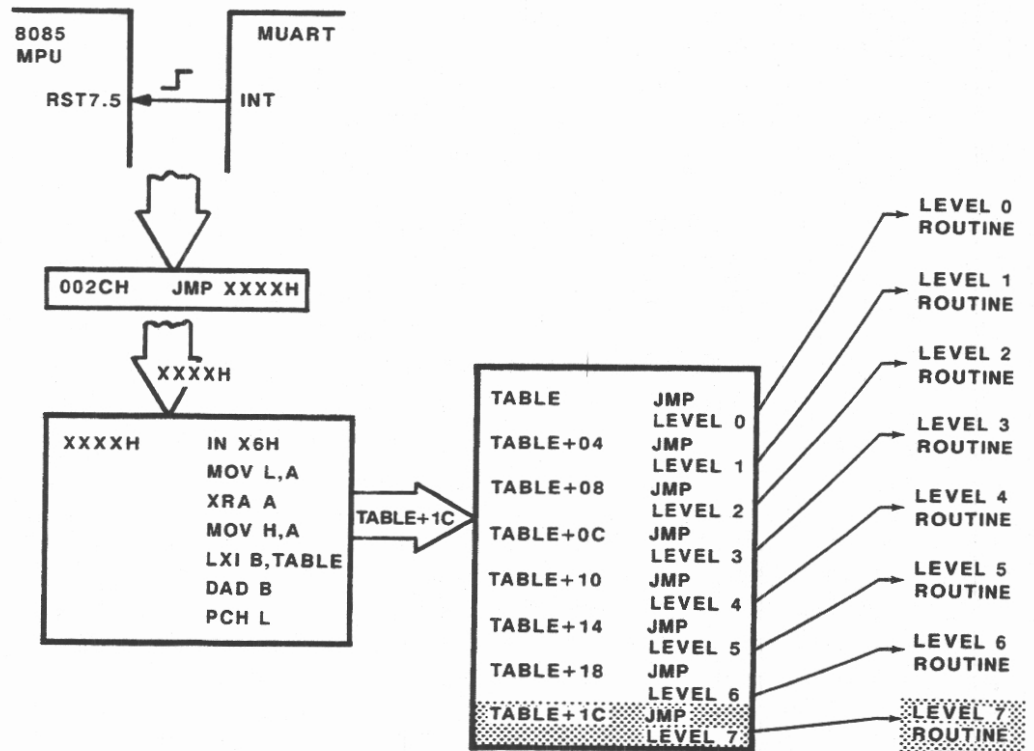 8085
MPU
MUART
RST7.5
INT
002CH JMP XXXXH
XXXXH
XXXXH IN X6H
MOV L,A
XRA A
MOV H,A
LXI B,TABLE
DAD B
PCH L
TABLE+1C
TABLE JMP
LEVEL 0
TABLE+04 JMP
LEVEL 1
TABLE+08 JMP
LEVEL 2
TABLE+0C JMP
LEVEL 3
TABLE+10 JMP
LEVEL 4
TABLE+14 JMP
LEVEL 5
TABLE+18 JMP
LEVEL 6
TABLE+1C JMP
LEVEL 7
LEVEL 0
ROUTINE
LEVEL 1
ROUTINE
LEVEL 2
ROUTINE
LEVEL 3
ROUTINE
LEVEL 4
ROUTINE
LEVEL 5
ROUTINE
LEVEL 6
ROUTINE
LEVEL 7
ROUTINE